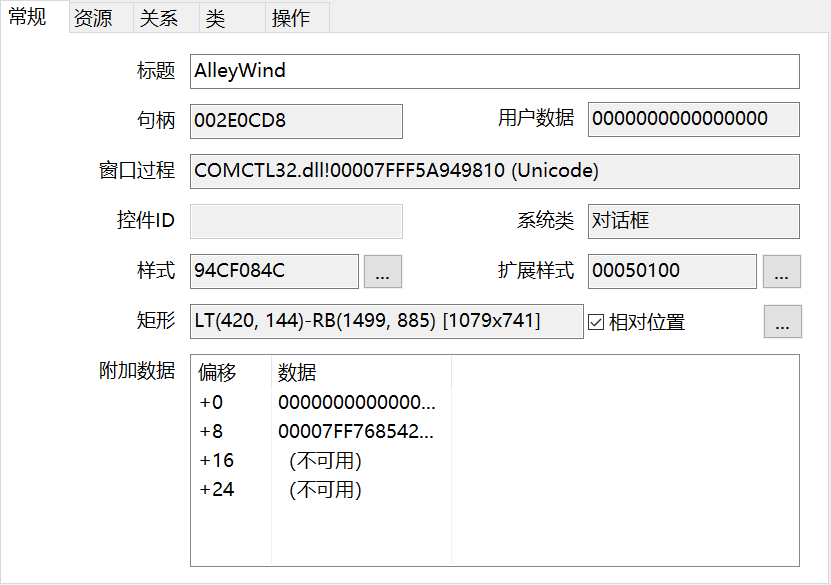 常规 资源 关系 类 操作
标题 AlleyWind
句柄 002E0CD8 用户数据 0000000000000000
窗口过程 COMCTL32.dll!00007FFF5A949810 (Unicode)
控件ID 系统类 对话框
样式 94CF084C ... 扩展样式 00050100 ...
矩形 LT(420, 144)-RB(1499, 885) [1079x741] 相对位置 ...
附加数据 偏移 数据
+0 0000000000000...
+8 00007FF768542...
+16 (不可用)
+24 (不可用)